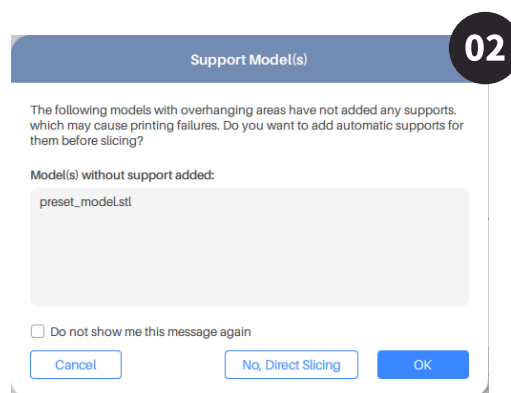 02
Support Model(s)
The following models with overhanging areas have not added any supports.
which may cause printing failures. Do you want to add automatic supports for
them before slicing?
Model(s) without support added:
preset_model.stl
Do not show me this message again
Cancel
No, Direct Slicing
OK